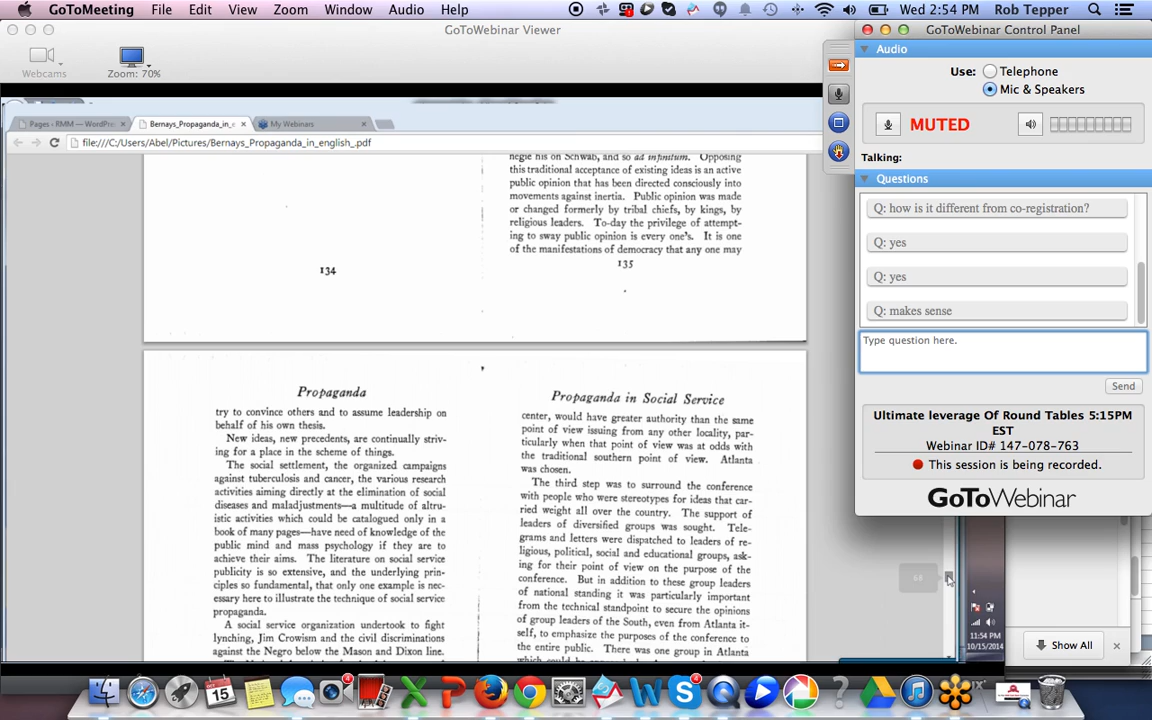 GoToMeeting File Edit View Zoom Window Audio Help
Wed 2:54 PM Rob Tepper
GoToWebinar Viewer
Webcams
Zoom: 70%
Pages - RMM — WordPre
Bernays_Propaganda_in_e
My Webinars
file:///C:/Users/Abel/Pictures/Bernays_Propaganda_in_english_.pdf
134
negie his on Schwab, and so ad infinitum. Opposing
this traditional acceptance of existing ideas is an active
public opinion that has been directed consciously into
movements against inertia. Public opinion was made
or changed formerly by tribal chiefs, by kings, by
religious leaders. To-day the privilege of attempt-
ing to sway public opinion is every one's. It is one
of the manifestations of democracy that any one may
135
Propaganda
try to convince others and to assume leadership on
behalf of his own thesis.
New ideas, new precedents, are continually striv-
ing for a place in the scheme of things.
The social settlement, the organized campaigns
against tuberculosis and cancer, the various research
activities aiming directly at the elimination of social
diseases and maladjustments—a multitude of altru-
istic activities which could be catalogued only in a
book of many pages—have need of knowledge of the
public mind and mass psychology if they are to
achieve their aims. The literature on social service
publicity is so extensive, and the underlying prin-
ciples so fundamental, that only one example is nec-
essary here to illustrate the technique of social service
propaganda.
A social service organization undertook to fight
lynching, Jim Crowism and the civil discriminations
against the Negro below the Mason and Dixon line.
Propaganda in Social Service
center, would have greater authority than the same
point of view issuing from any other locality, par-
ticularly when that point of view was at odds with
the traditional southern point of view. Atlanta
was chosen.
The third step was to surround the conference
with people who were stereotypes for ideas that car-
ried weight all over the country. The support of
leaders of diversified groups was sought. Tele-
grams and letters were dispatched to leaders of re-
ligious, political, social and educational groups, ask-
ing for their point of view on the purpose of the
conference. But in addition to these group leaders
of national standing it was particularly important
from the technical standpoint to secure the opinions
of group leaders of the South, even from Atlanta it-
self, to emphasize the purposes of the conference to
the entire public. There was one group in Atlanta
68
11:54 PM
10/15/2014
GoToWebinar Control Panel
Audio
Use: Telephone
Mic & Speakers
MUTED
Talking:
Questions
Q: how is it different from co-registration?
Q: yes
Q: yes
Q: makes sense
Type question here.
Send
Ultimate leverage Of Round Tables 5:15PM
EST
Webinar ID# 147-078-763
This session is being recorded.
GoToWebinar
Show All
15